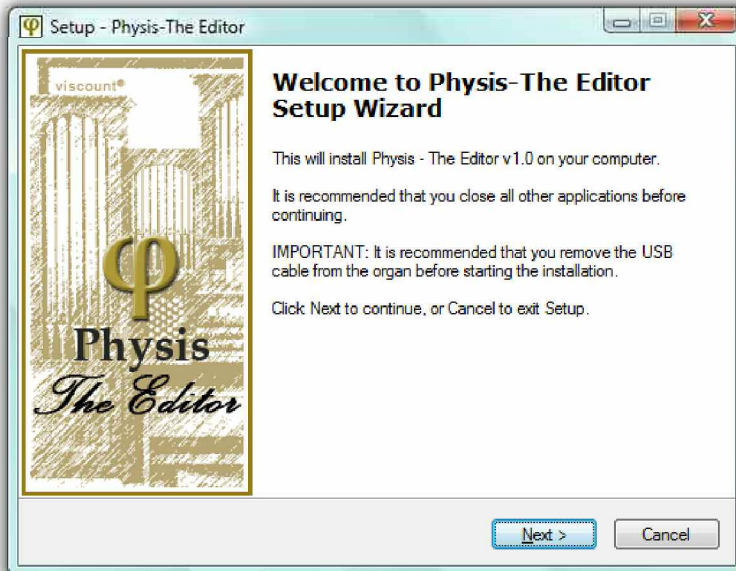 Setup - Physis-The Editor
viscount®
φ
Physis
The Editor
Welcome to Physis-The Editor
Setup Wizard
This will install Physis - The Editor v1.0 on your computer.
It is recommended that you close all other applications before
continuing.
IMPORTANT: It is recommended that you remove the USB
cable from the organ before starting the installation.
Click Next to continue, or Cancel to exit Setup.
Next >
Cancel